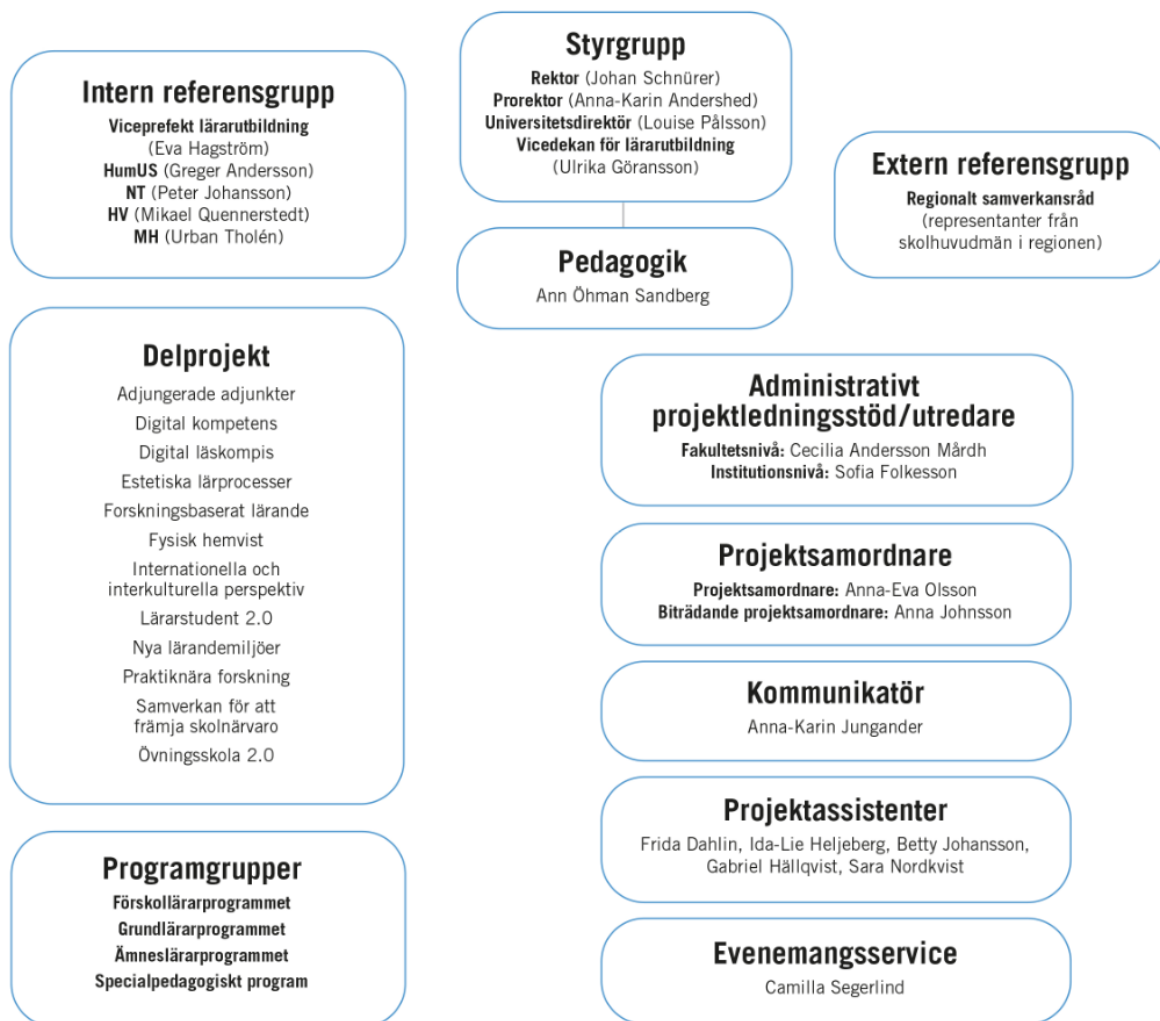 Styrgrupp
Rektor (Johan Schnürer)
Prorektor (Anna-Karin Andershed)
Universitetsdirektör (Louise Pålsson)
Vicedekan för lärarutbildning
(Ulrika Göransson)
Intern referensgrupp
Viceprefekt lärarutbildning
(Eva Hagström)
HumUS (Greger Andersson)
NT (Peter Johansson)
HV (Mikael Quennerstedt)
MH (Urban Tholén)
Extern referensgrupp
Regionalt samverkansråd
(representanter från
skolhuvudmän i regionen)
Pedagogik
Ann Öhman Sandberg
Delprojekt
Adjungerade adjunkter
Digital kompetens
Digital läskompis
Estetiska lärprocesser
Forskningsbaserat lärande
Fysisk hemvist
Internationella och
interkulturella perspektiv
Lärarstudent 2.0
Nya lärandemiljöer
Praktiknära forskning
Samverkan för att
främja skolnärvaro
Övningsskola 2.0
Administrativt
projektledningsstöd/utredare
Fakultetsnivå: Cecilia Andersson Mårdh
Institutionsnivå: Sofia Folkesson
Projektsamordnare
Projektsamordnare: Anna-Eva Olsson
Biträdande projektsamordnare: Anna Johnsson
Kommunikatör
Anna-Karin Jungander
Projektassistenter
Frida Dahlin, Ida-Lie Heljeberg, Betty Johansson,
Gabriel Hällqvist, Sara Nordkvist
Programgrupper
Förskollärarprogrammet
Grundlärarprogrammet
Ämneslärarprogrammet
Specialpedagogiskt program
Evenemangsservice
Camilla Segerlind